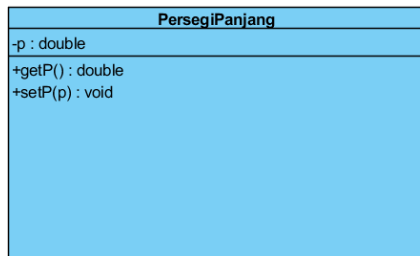 PersegiPanjang
-p : double
+getP() : double
+setP(p) : void